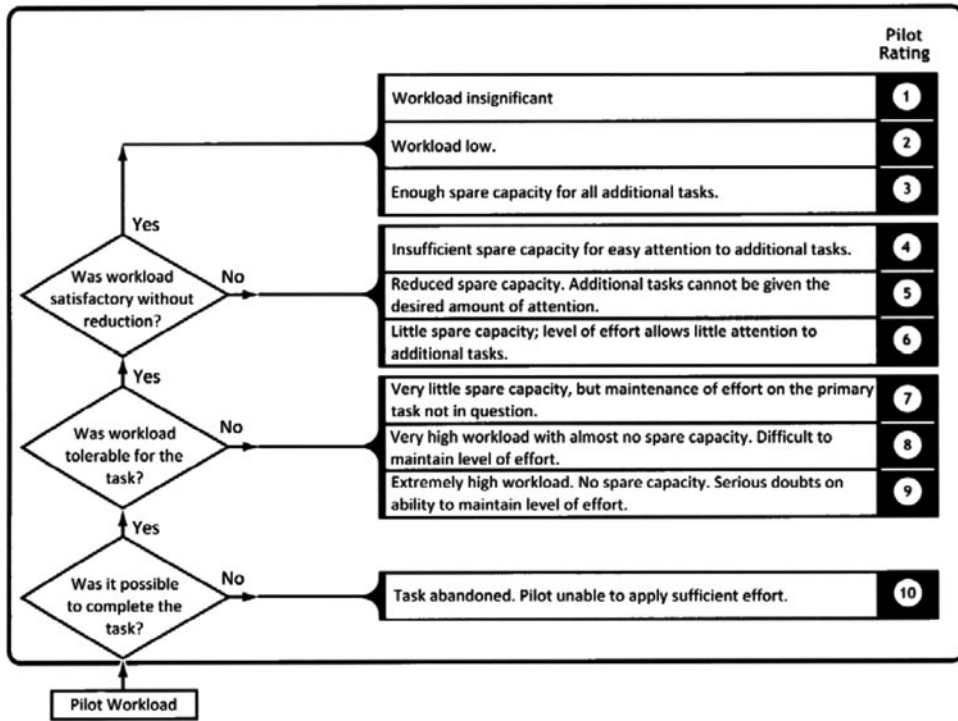 Pilot
Rating
Workload insignificant
1
Workload low.
2
Enough spare capacity for all additional tasks.
3
Yes
Was workload
satisfactory without
reduction?
No
Insufficient spare capacity for easy attention to additional tasks.
4
Reduced spare capacity. Additional tasks cannot be given the
desired amount of attention.
5
Little spare capacity; level of effort allows little attention to
additional tasks.
6
Yes
Was workload
tolerable for the
task?
No
Very little spare capacity, but maintenance of effort on the primary
task not in question.
7
Very high workload with almost no spare capacity. Difficult to
maintain level of effort.
8
Extremely high workload. No spare capacity. Serious doubts on
ability to maintain level of effort.
9
Yes
Was it possible
to complete the
task?
No
Task abandoned. Pilot unable to apply sufficient effort.
10
Pilot Workload